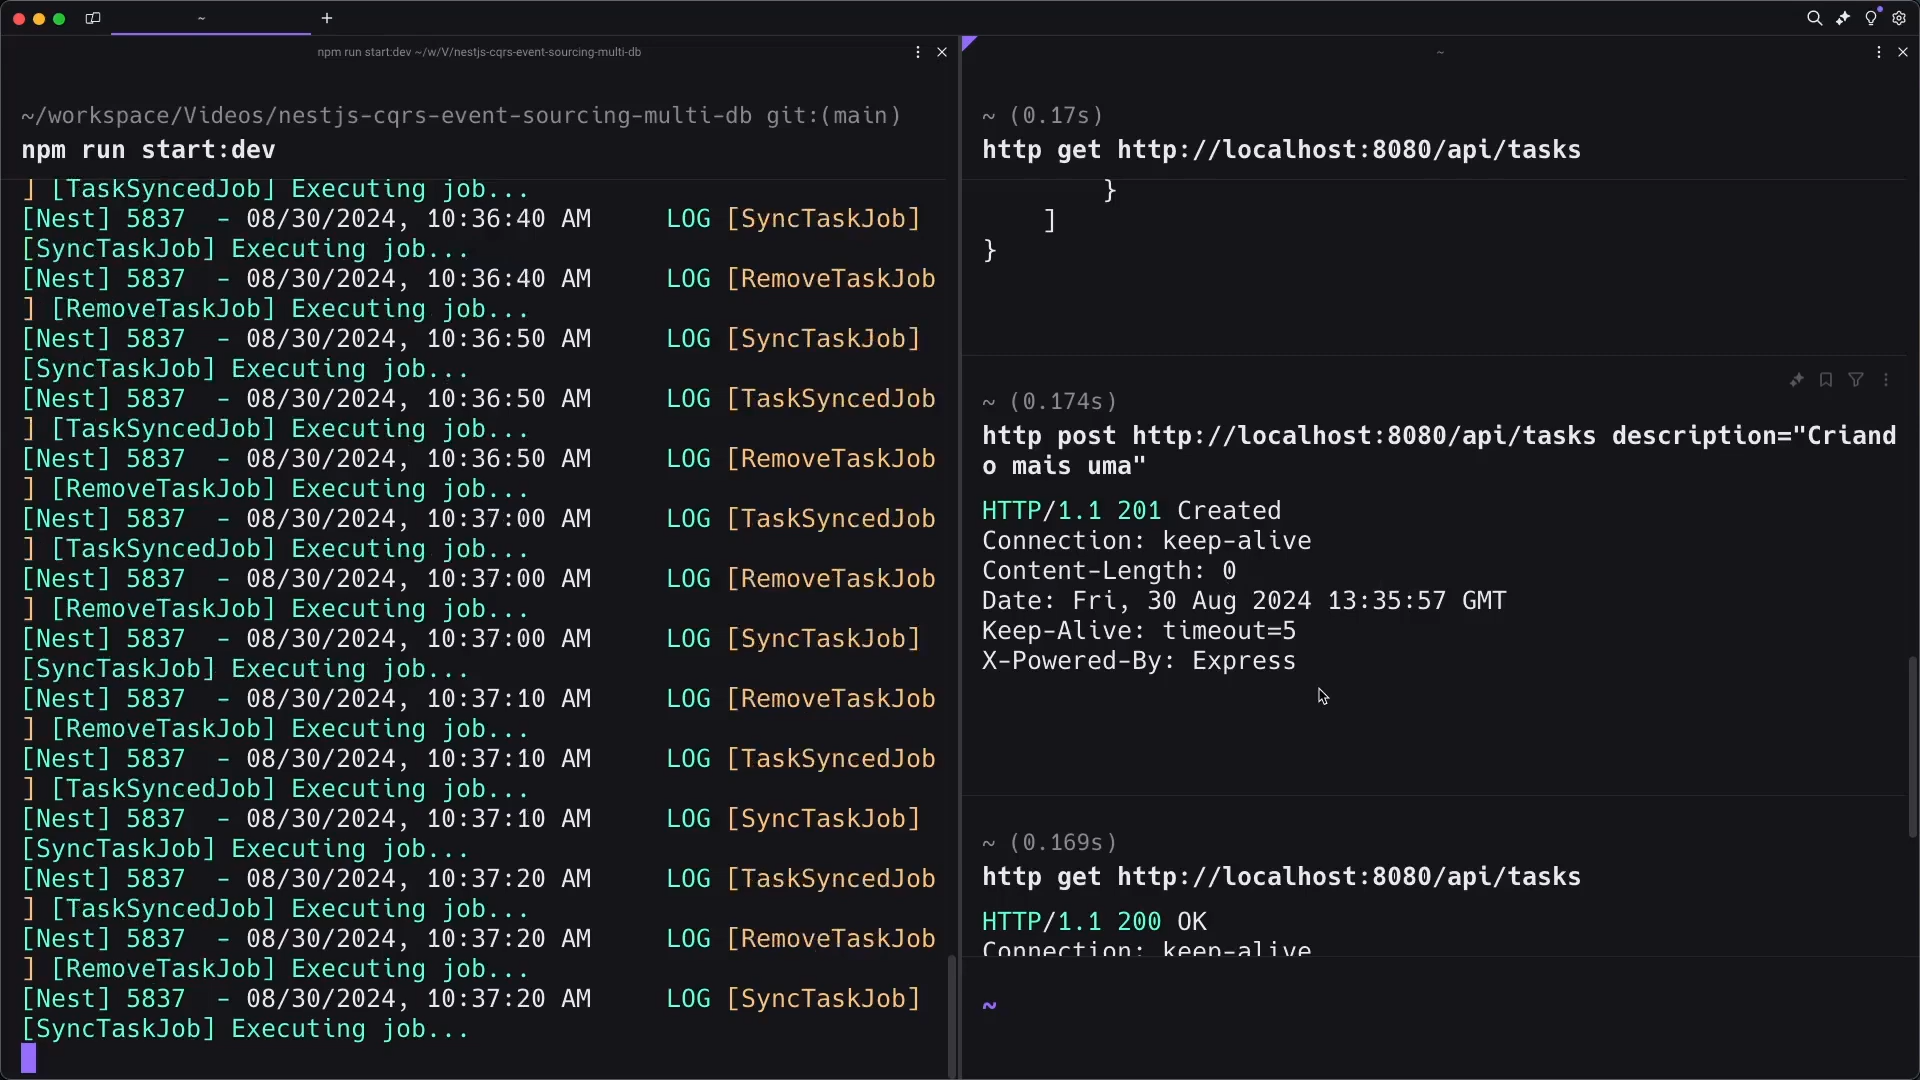 ~
+
npm run start:dev ~/w/V/nestjs-cqrs-event-sourcing-multi-db
~/workspace/Videos/nestjs-cqrs-event-sourcing-multi-db git:(main)
npm run start:dev
] [TaskSyncedJob] Executing job...
[Nest] 5837  - 08/30/2024, 10:36:40 AM     LOG [SyncTaskJob]
[SyncTaskJob] Executing job...
[Nest] 5837  - 08/30/2024, 10:36:40 AM     LOG [RemoveTaskJob
] [RemoveTaskJob] Executing job...
[Nest] 5837  - 08/30/2024, 10:36:50 AM     LOG [SyncTaskJob]
[SyncTaskJob] Executing job...
[Nest] 5837  - 08/30/2024, 10:36:50 AM     LOG [TaskSyncedJob
] [TaskSyncedJob] Executing job...
[Nest] 5837  - 08/30/2024, 10:36:50 AM     LOG [RemoveTaskJob
] [RemoveTaskJob] Executing job...
[Nest] 5837  - 08/30/2024, 10:37:00 AM     LOG [TaskSyncedJob
] [TaskSyncedJob] Executing job...
[Nest] 5837  - 08/30/2024, 10:37:00 AM     LOG [RemoveTaskJob
] [RemoveTaskJob] Executing job...
[Nest] 5837  - 08/30/2024, 10:37:00 AM     LOG [SyncTaskJob]
[SyncTaskJob] Executing job...
[Nest] 5837  - 08/30/2024, 10:37:10 AM     LOG [RemoveTaskJob
] [RemoveTaskJob] Executing job...
[Nest] 5837  - 08/30/2024, 10:37:10 AM     LOG [TaskSyncedJob
] [TaskSyncedJob] Executing job...
[Nest] 5837  - 08/30/2024, 10:37:10 AM     LOG [SyncTaskJob]
[SyncTaskJob] Executing job...
[Nest] 5837  - 08/30/2024, 10:37:20 AM     LOG [TaskSyncedJob
] [TaskSyncedJob] Executing job...
[Nest] 5837  - 08/30/2024, 10:37:20 AM     LOG [RemoveTaskJob
] [RemoveTaskJob] Executing job...
[Nest] 5837  - 08/30/2024, 10:37:20 AM     LOG [SyncTaskJob]
[SyncTaskJob] Executing job...
~
~ (0.17s)
http get http://localhost:8080/api/tasks
}
]
}
~ (0.174s)
http post http://localhost:8080/api/tasks description="Criand
o mais uma"
HTTP/1.1 201 Created
Connection: keep-alive
Content-Length: 0
Date: Fri, 30 Aug 2024 13:35:57 GMT
Keep-Alive: timeout=5
X-Powered-By: Express
~ (0.169s)
http get http://localhost:8080/api/tasks
HTTP/1.1 200 OK
Connection: keep-alive
~